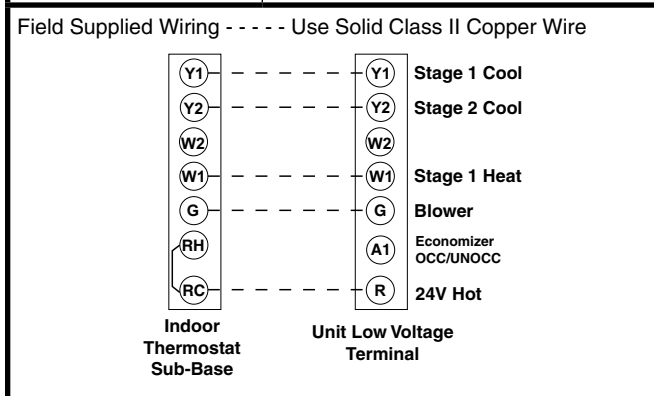 Field Supplied Wiring - - - - - Use Solid Class II Copper Wire
Y1 Y1 Stage 1 Cool
Y2 Y2 Stage 2 Cool
W2 W2
W1 W1 Stage 1 Heat
G G Blower
RH A1 Economizer
OCC/UNOCC
RC R 24V Hot
Indoor
Thermostat
Sub-Base
Unit Low Voltage
Terminal